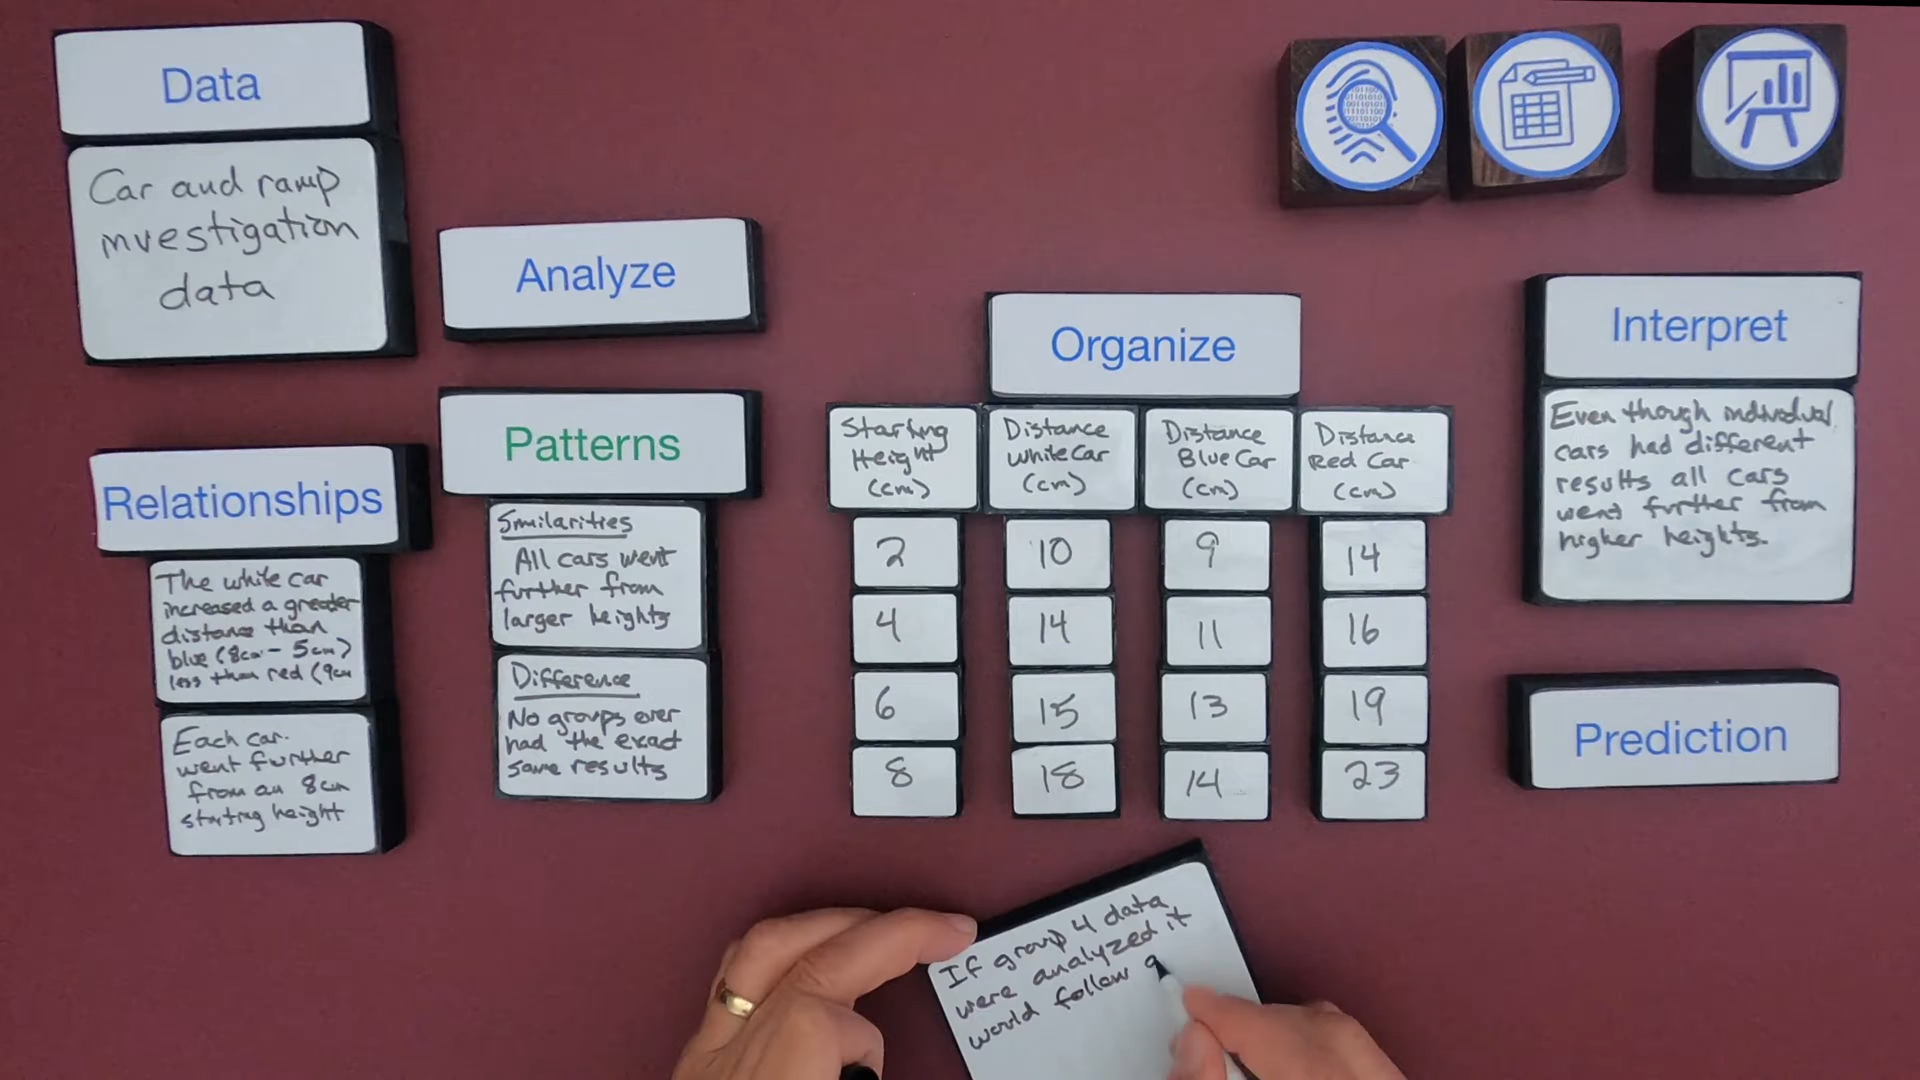 Data
Car and ramp
investigation
data
Analyze
Relationships
The white car
increased a greater
distance than
blue (8cm - 5cm)
less than red (9cm
Each car
went further
from an 8cm
starting height
Patterns
Similarities
All cars went
further from
larger heights
Difference
No groups ever
had the exact
same results
Organize
Starting
Height
(cm)
Distance
White Car
(cm)
Distance
Blue Car
(cm)
Distance
Red Car
(cm)
2 10 9 14
4 14 11 16
6 15 13 19
8 18 14 23
Interpret
Even though individual
cars had different
results all cars
went further from
higher heights.
Prediction
If group 4 data
were analyzed it
would follow a